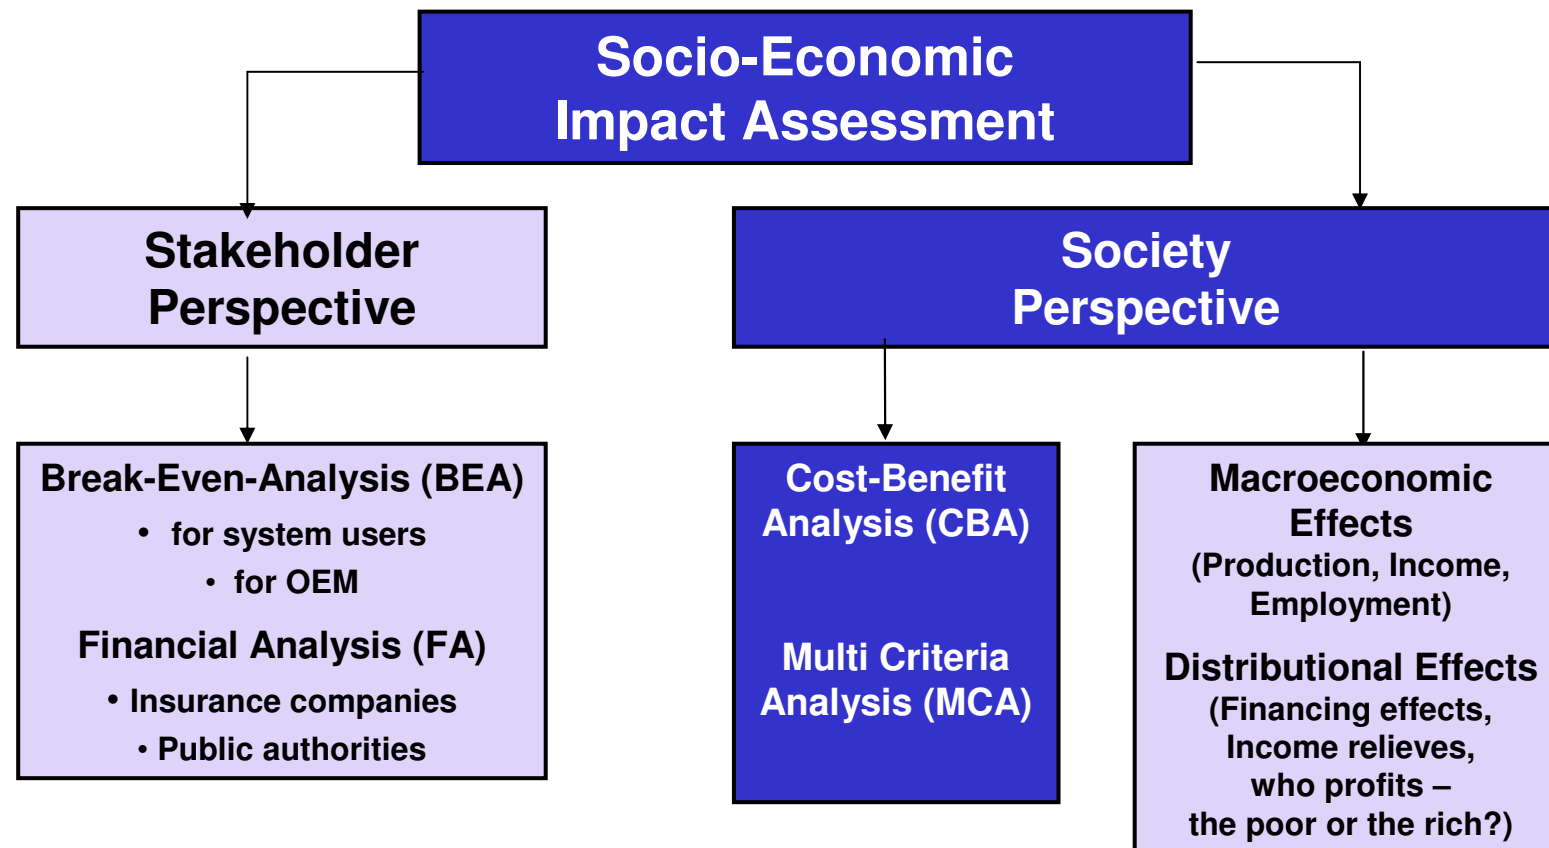 Socio-Economic
Impact Assessment
Stakeholder
Perspective
Society
Perspective
Break-Even-Analysis (BEA)
• for system users
• for OEM
Financial Analysis (FA)
• Insurance companies
• Public authorities
Cost-Benefit
Analysis (CBA)
Multi Criteria
Analysis (MCA)
Macroeconomic
Effects
(Production, Income,
Employment)
Distributional Effects
(Financing effects,
Income relieves,
who profits –
the poor or the rich?)